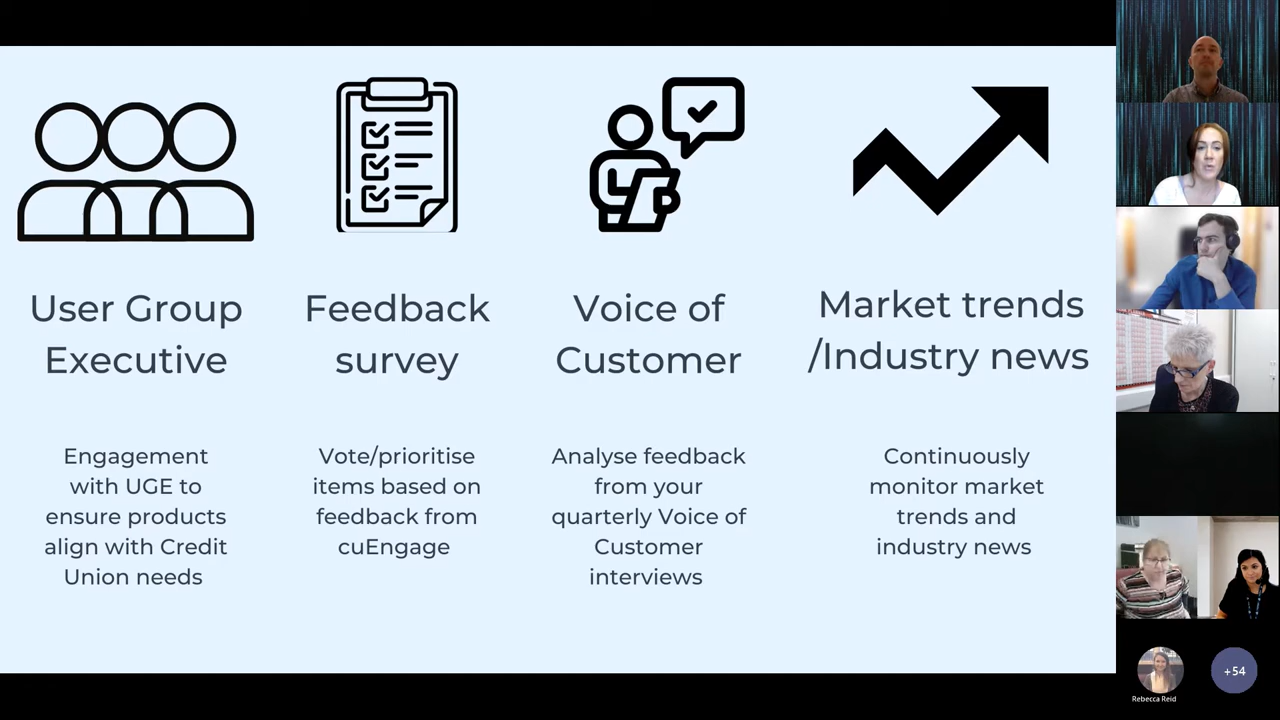 User Group
Executive
Engagement
with UGE to
ensure products
align with Credit
Union needs
Feedback
survey
Vote/prioritise
items based on
feedback from
cuEngage
Voice of
Customer
Analyse feedback
from your
quarterly Voice of
Customer
interviews
Market trends
/Industry news
Continuously
monitor market
trends and
industry news
Rebecca Reid
+54